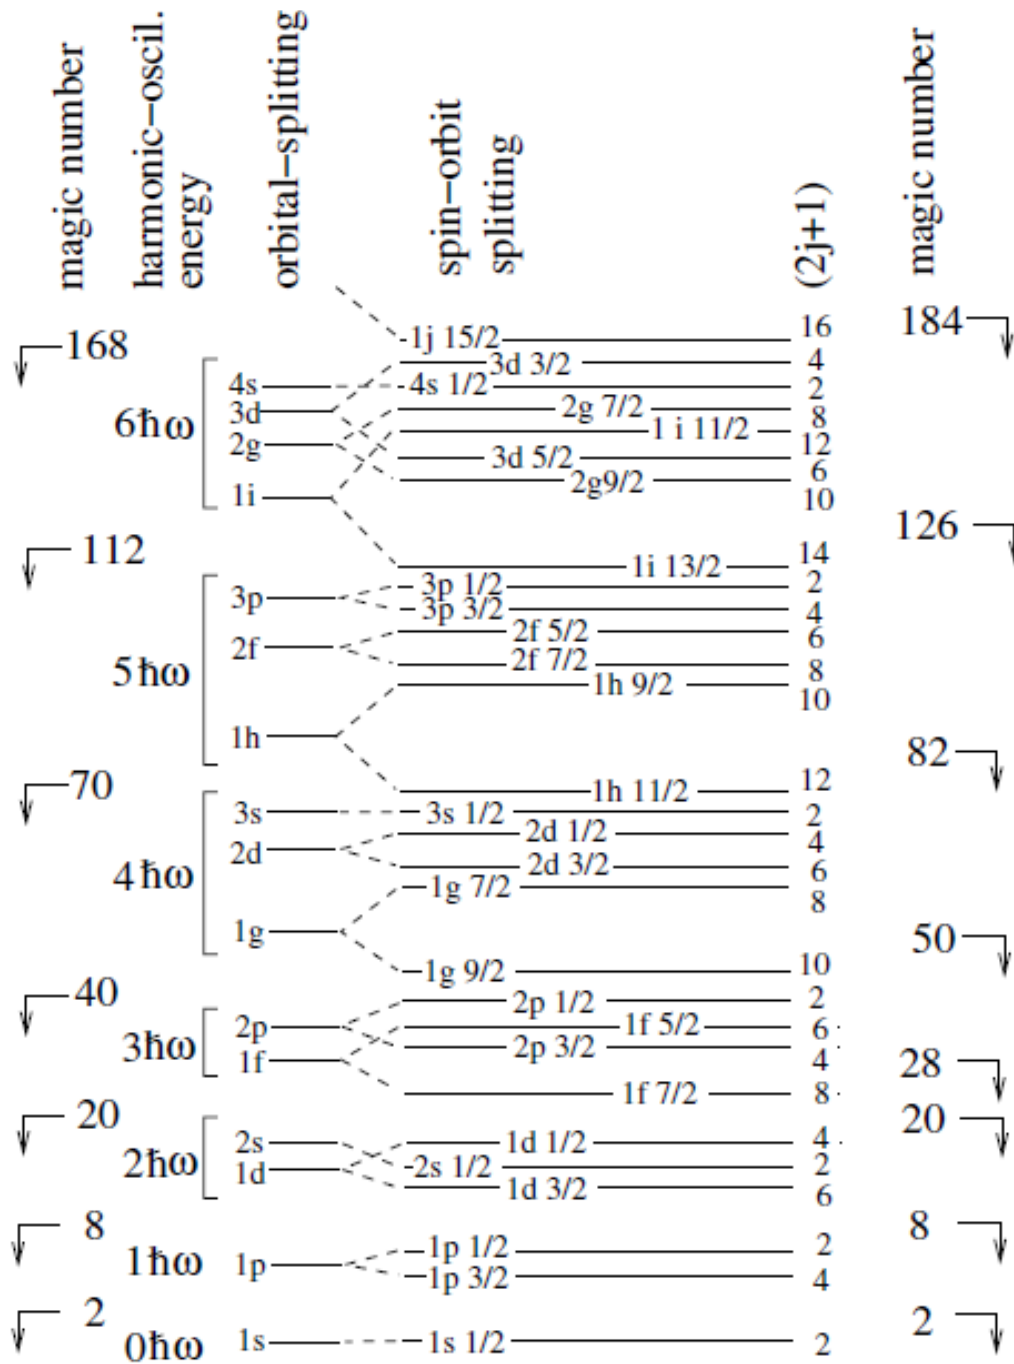 magic number
harmonic–oscil.
energy
orbital–splitting
spin–orbit
splitting
(2j+1)
magic number
1j 15/2 16 184
168 3d 3/2 4
4s 4s 1/2 2
3d 2g 7/2 8
6ħω
2g 1 i 11/2 12
3d 5/2 6
1i 2g9/2 10
126
112 1i 13/2 14
3p 1/2 2
3p 3p 3/2 4
2f 2f 5/2 6
5ħω 2f 7/2 8
1h 9/2 10
1h 82
70 1h 11/2 12
3s 3s 1/2 2
2d 2d 1/2 4
4ħω 2d 3/2 6
1g 7/2 8
1g 50
1g 9/2 10
40 2p 1/2 2
2p 1f 5/2 6
3ħω 2p 3/2 4
1f 28
1f 7/2 8
20 20
2s 1d 1/2 4
2ħω 2s 1/2 2
1d 1d 3/2 6
8 8
1p 1/2 2
1ħω 1p 1p 3/2 4
2 2
0ħω 1s 1s 1/2 2